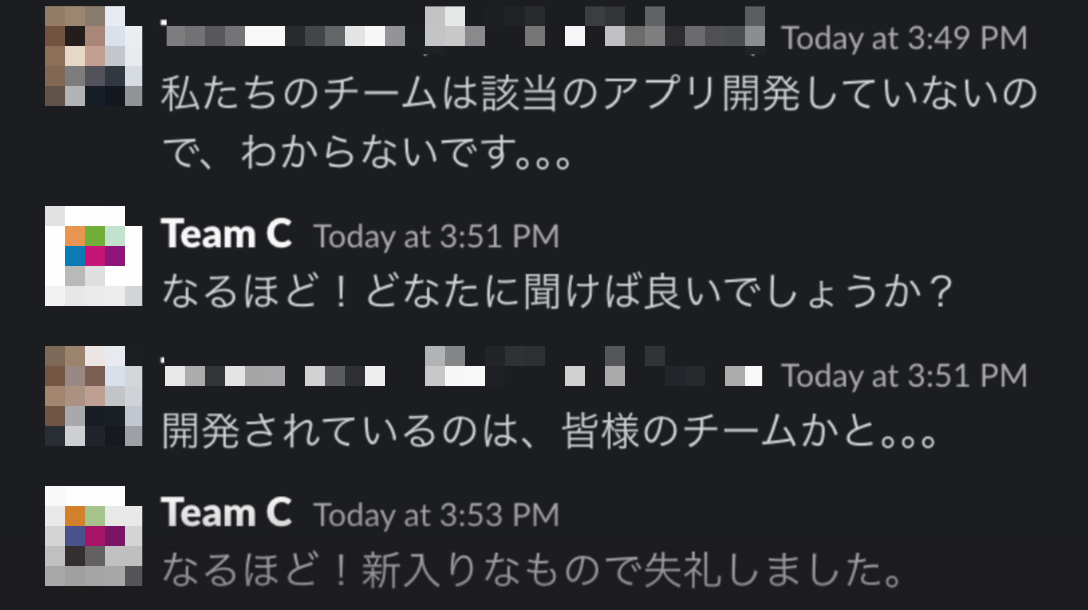 Today at 3:49 PM
私たちのチームは該当のアプリ開発していないの
で、わからないです。。。
Team C Today at 3:51 PM
なるほど！どなたに聞けば良いでしょうか？
Today at 3:51 PM
開発されているのは、皆様のチームかと。。。
Team C Today at 3:53 PM
なるほど！新入りなもので失礼しました。